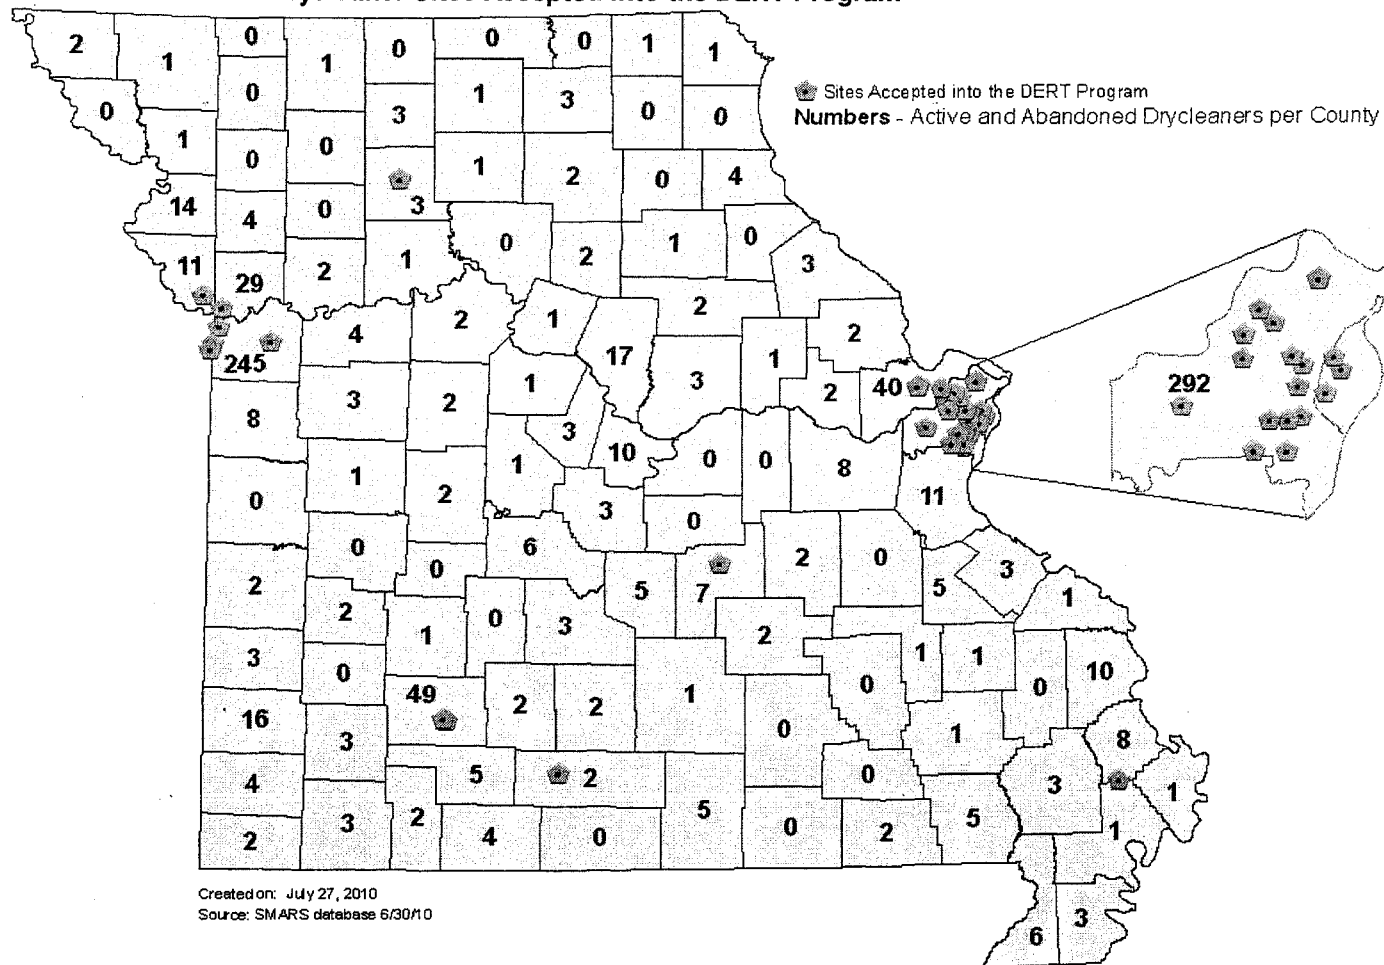 Sites Accepted into the DERT Program
Sites Accepted into the DERT Program
Numbers - Active and Abandoned Drycleaners per County
2 1 0 1 0 0 0 1 1
0 0 3 1 3 0 0
1 0 0 1 2 0 4
14 4 0 3
0 2 1 0 3
11 29 2 1
2
245 4 2 1 17 3 1 2 2 40
292
8 3 2 1 3 10 0 0 8 11
0 1 2 1 3 0
0 0 6 5 7 2 0 5 3 1
2 2 1 0 3 2
3 0 49 2 2 1 0 0 1 1 0 10
16 3 1 8
4 5 2 5 0 3 1
2 3 2 4 0 0 2 5 1
Created on: July 27, 2010
Source: SMARS database 6/30/10
6 3